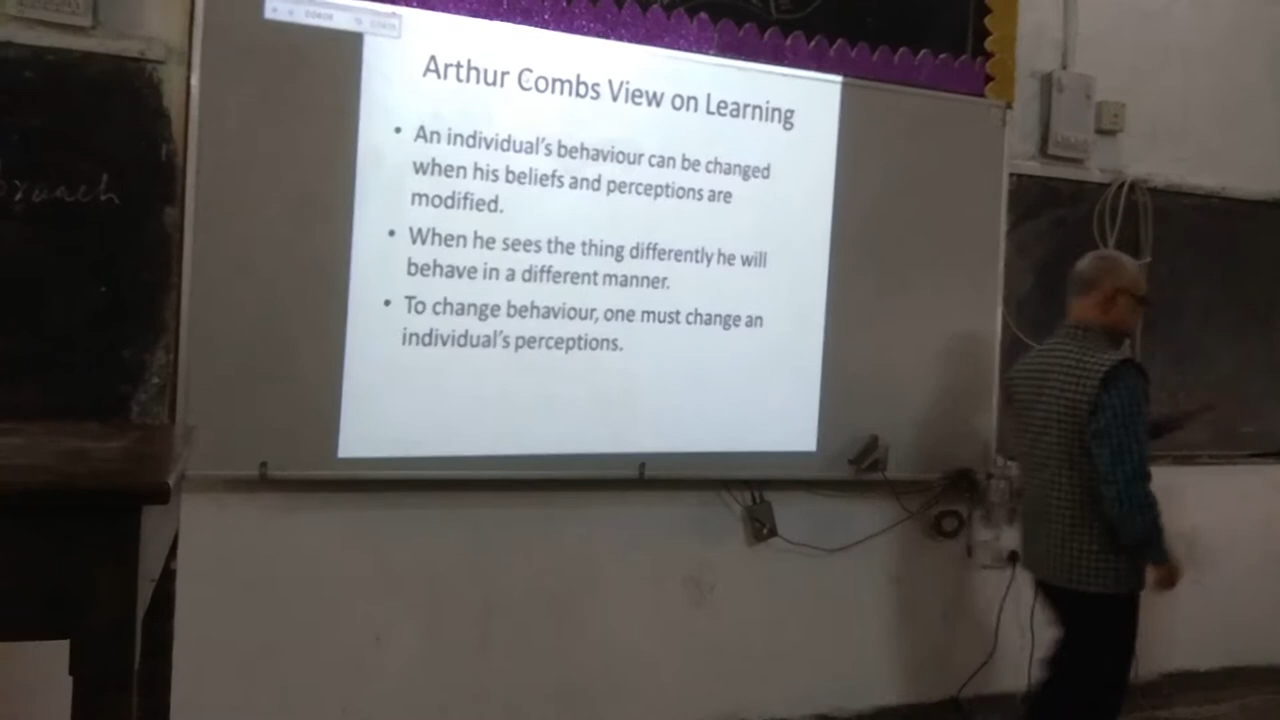 Arthur Combs View on Learning
• An individual's behaviour can be changed
when his beliefs and perceptions are
modified.
• When he sees the thing differently he will
behave in a different manner.
• To change behaviour, one must change an
individual's perceptions.